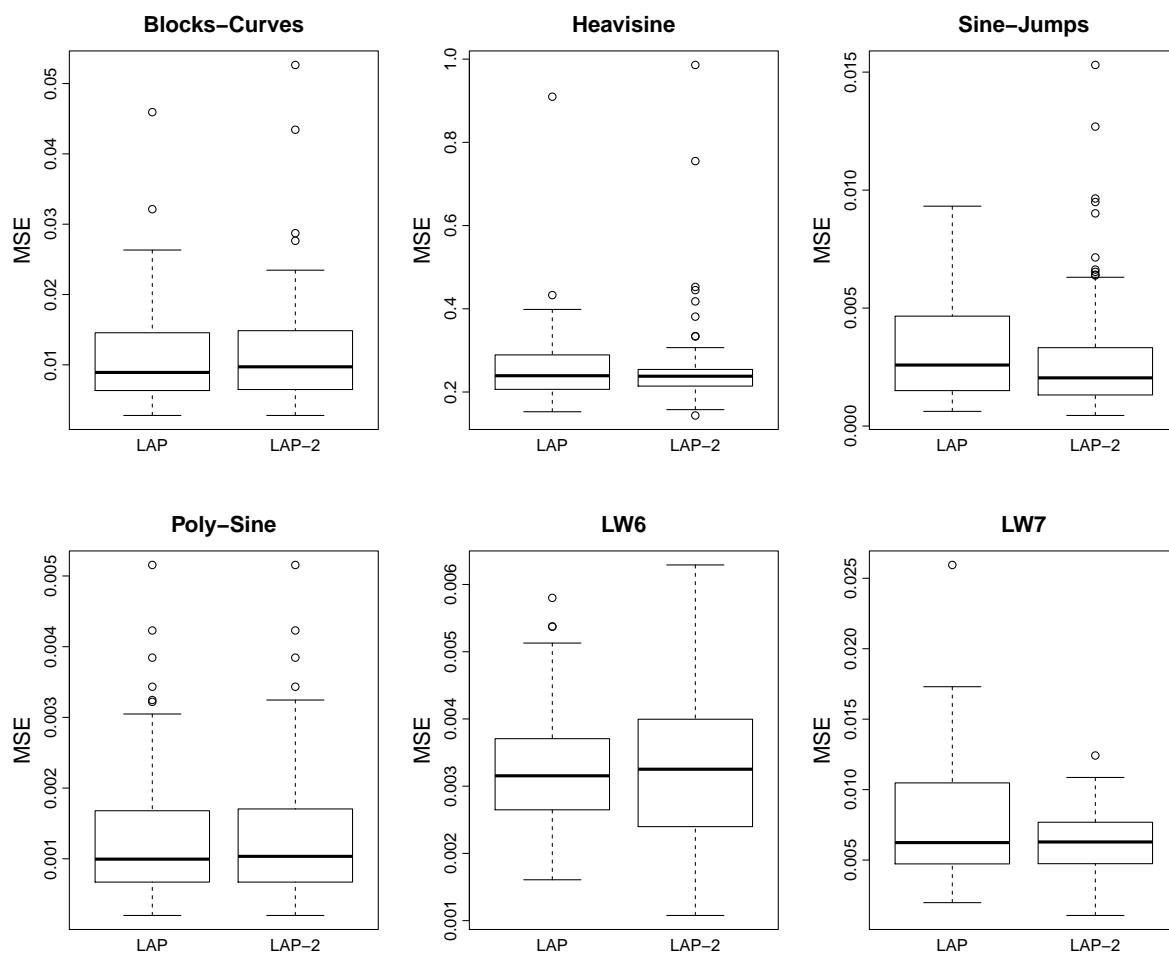 Blocks−Curves
MSE
0.01 0.02 0.03 0.04 0.05
LAP LAP−2
Heavisine
MSE
0.2 0.4 0.6 0.8 1.0
LAP LAP−2
Sine−Jumps
MSE
0.000 0.005 0.010 0.015
LAP LAP−2
Poly−Sine
MSE
0.001 0.002 0.003 0.004 0.005
LAP LAP−2
LW6
MSE
0.001 0.002 0.003 0.004 0.005 0.006
LAP LAP−2
LW7
MSE
0.005 0.010 0.015 0.020 0.025
LAP LAP−2